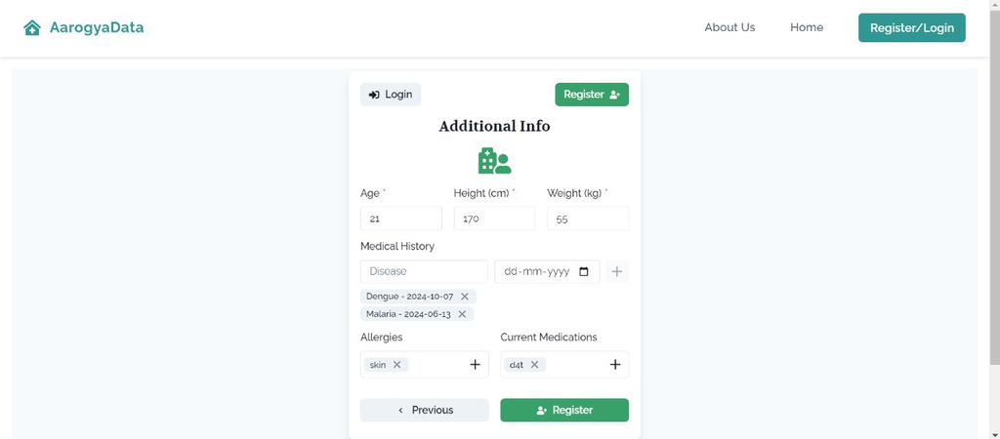 AarogyaData
About Us Home Register/Login
Login Register
Additional Info
Age * Height (cm) * Weight (kg) *
21 170 55
Medical History
Disease dd-mm-yyyy
Dengue - 2024-10-07
Malaria - 2024-06-13
Allergies Current Medications
skin d4t
Previous Register